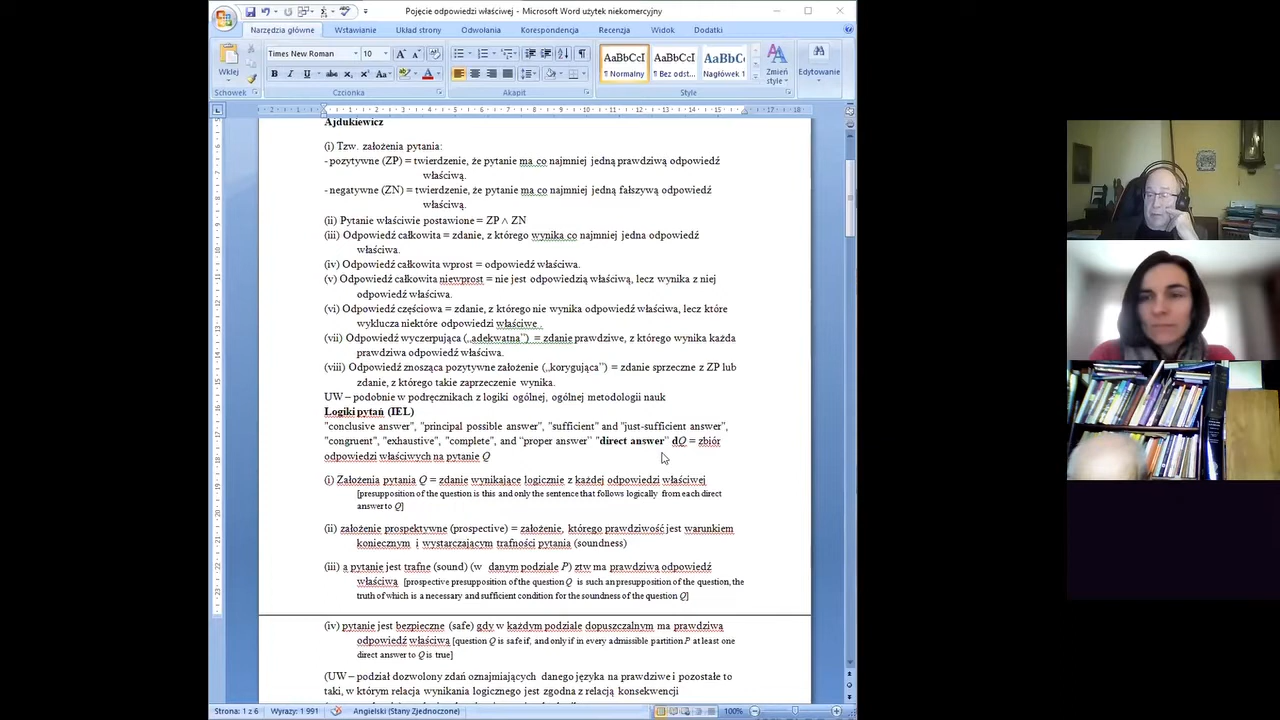 Pojęcie odpowiedzi właściwej - Microsoft Word użytek niekomercyjny
Narzędzia główne Wstawianie Układ strony Odwołania Korespondencja Recenzja Widok Dodatki
Wklej
Times New Roman 10
AaBbCcI AaBbCcI AaBbC
¶ Normalny ¶ Bez odst... Nagłówek 1
Zmień style
Edytowanie
Schowek Czcionka Akapit Style
Ajdukiewicz
(i) Tzw. założenia pytania:
- pozytywne (ZP) = twierdzenie, że pytanie ma co najmniej jedną prawdziwą odpowiedź
właściwą.
- negatywne (ZN) = twierdzenie, że pytanie ma co najmniej jedną fałszywą odpowiedź
właściwą.
(ii) Pytanie właściwie postawione = ZP ∧ ZN
(iii) Odpowiedź całkowita = zdanie, z którego wynika co najmniej jedna odpowiedź
właściwa.
(iv) Odpowiedź całkowita wprost = odpowiedź właściwa.
(v) Odpowiedź całkowita niewprost = nie jest odpowiedzią właściwą, lecz wynika z niej
odpowiedź właściwa.
(vi) Odpowiedź częściowa = zdanie, z którego nie wynika odpowiedź właściwa, lecz które
wyklucza niektóre odpowiedzi właściwe .
(vii) Odpowiedź wyczerpująca („adekwatna”) = zdanie prawdziwe, z którego wynika każda
prawdziwa odpowiedź właściwa.
(viii) Odpowiedź znosząca pozytywne założenie („korygująca”) = zdanie sprzeczne z ZP lub
zdanie, z którego takie zaprzeczenie wynika.
UW – podobnie w podręcznikach z logiki ogólnej, ogólnej metodologii nauk
Logiki pytań (IEL)
"conclusive answer", "principal possible answer", "sufficient" and "just-sufficient answer",
"congruent", "exhaustive", "complete", and "proper answer" "direct answer" dQ = zbiór
odpowiedzi właściwych na pytanie Q
(i) Założenia pytania Q = zdanie wynikające logicznie z każdej odpowiedzi właściwej
[presupposition of the question is this and only the sentence that follows logically from each direct
answer to Q]
(ii) założenie prospektywne (prospective) = założenie, którego prawdziwość jest warunkiem
koniecznym i wystarczającym trafności pytania (soundness)
(iii) a pytanie jest trafne (sound) (w danym podziale P) ztw ma prawdziwa odpowiedź
właściwą [prospective presupposition of the question Q is such an presupposition of the question, the
truth of which is a necessary and sufficient condition for the soundness of the question Q]
(iv) pytanie jest bezpieczne (safe) gdy w każdym podziale dopuszczalnym ma prawdziwa
odpowiedź właściwą [question Q is safe if, and only if in every admissible partition P at least one
direct answer to Q is true]
(UW – podział dozwolony zdań oznajmiających danego języka na prawdziwe i pozostałe to
taki, w którym relacja wynikania logicznego jest zgodna z relacją konsekwencji
Strona: 1 z 6 Wyrazy: 1 991 Angielski (Stany Zjednoczone) 100%